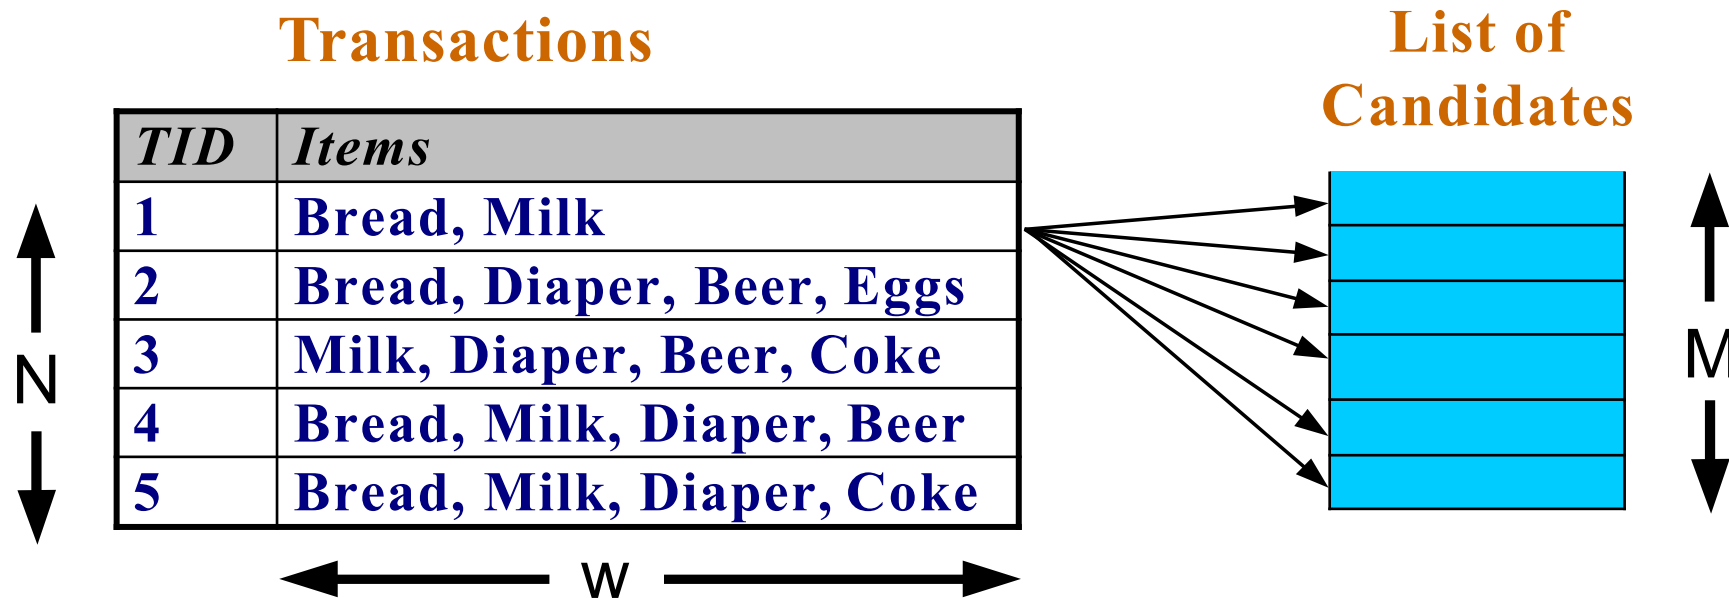 Transactions
List of
Candidates
TID Items
1 Bread, Milk
2 Bread, Diaper, Beer, Eggs
3 Milk, Diaper, Beer, Coke
4 Bread, Milk, Diaper, Beer
5 Bread, Milk, Diaper, Coke
N
M
w